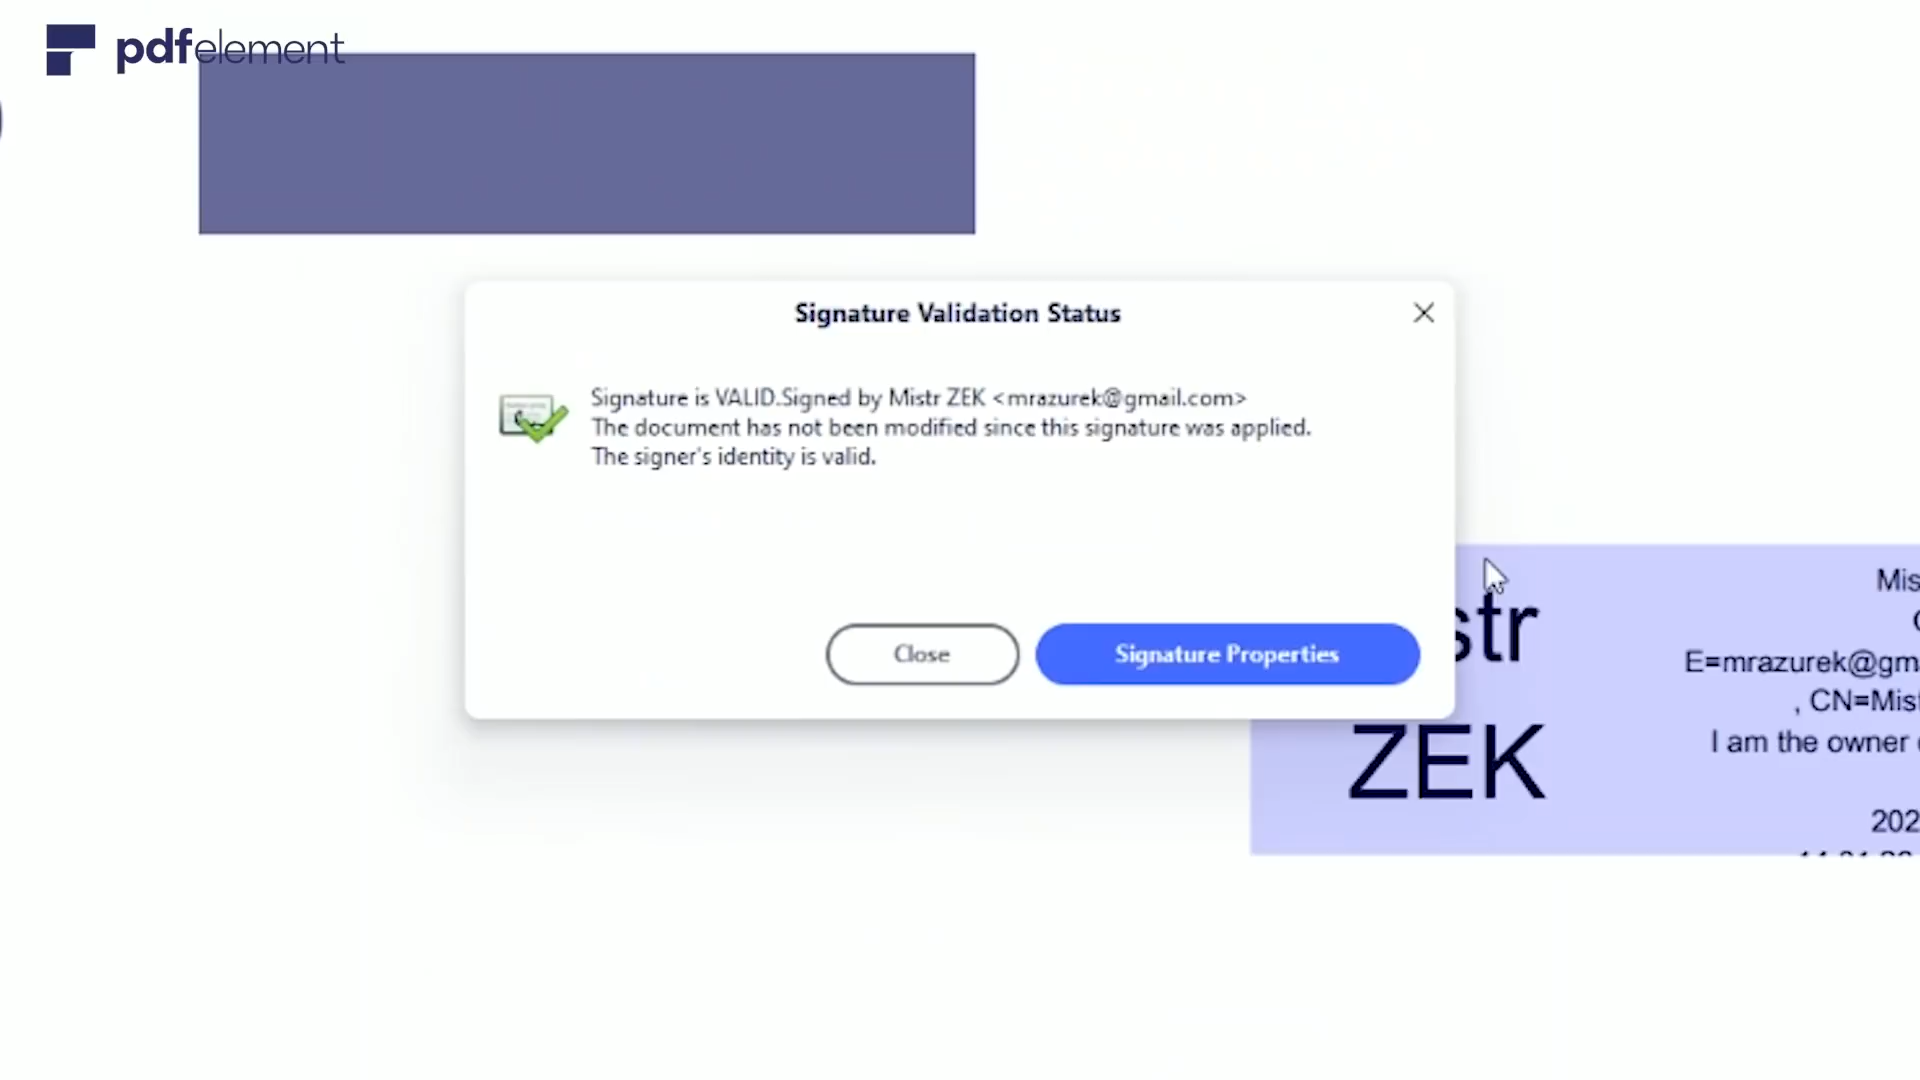 pdfelement
Signature Validation Status
Signature is VALID.Signed by Mistr ZEK <mrazurek@gmail.com>
The document has not been modified since this signature was applied.
The signer's identity is valid.
Close
Signature Properties
str
ZEK
Mis
E=mrazurek@gm
, CN=Mist
I am the owner
202